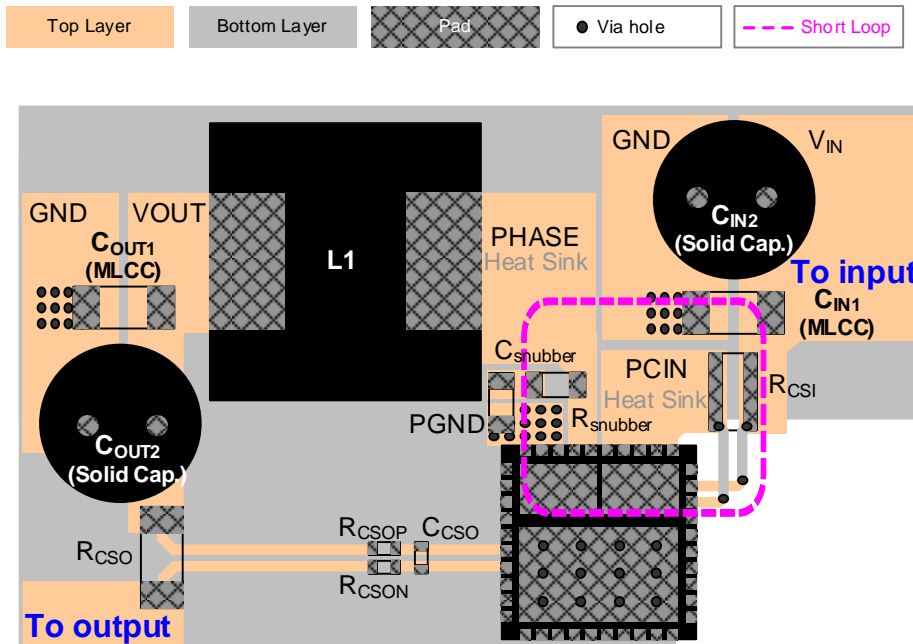 Top Layer
Bottom Layer
Pad
Via hole
Short Loop
GND
VIN
CIN2
(Solid Cap.)
GND
VOUT
L1
PHASE
Heat Sink
COUT1
(MLCC)
To input
CIN1
(MLCC)
Csnubber
PCIN
Heat Sink
RCSI
PGND
Rsnubber
COUT2
(Solid Cap.)
RCSO
RCSOP
CCSO
RCSON
To output